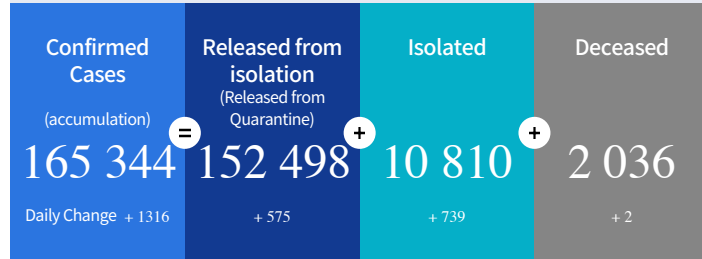 Confirmed
Cases
(accumulation)
165 344
Daily Change + 1316
=
Released from
isolation
(Released from
Quarantine)
152 498
+ 575
+
Isolated
10 810
+ 739
+
Deceased
2 036
+ 2